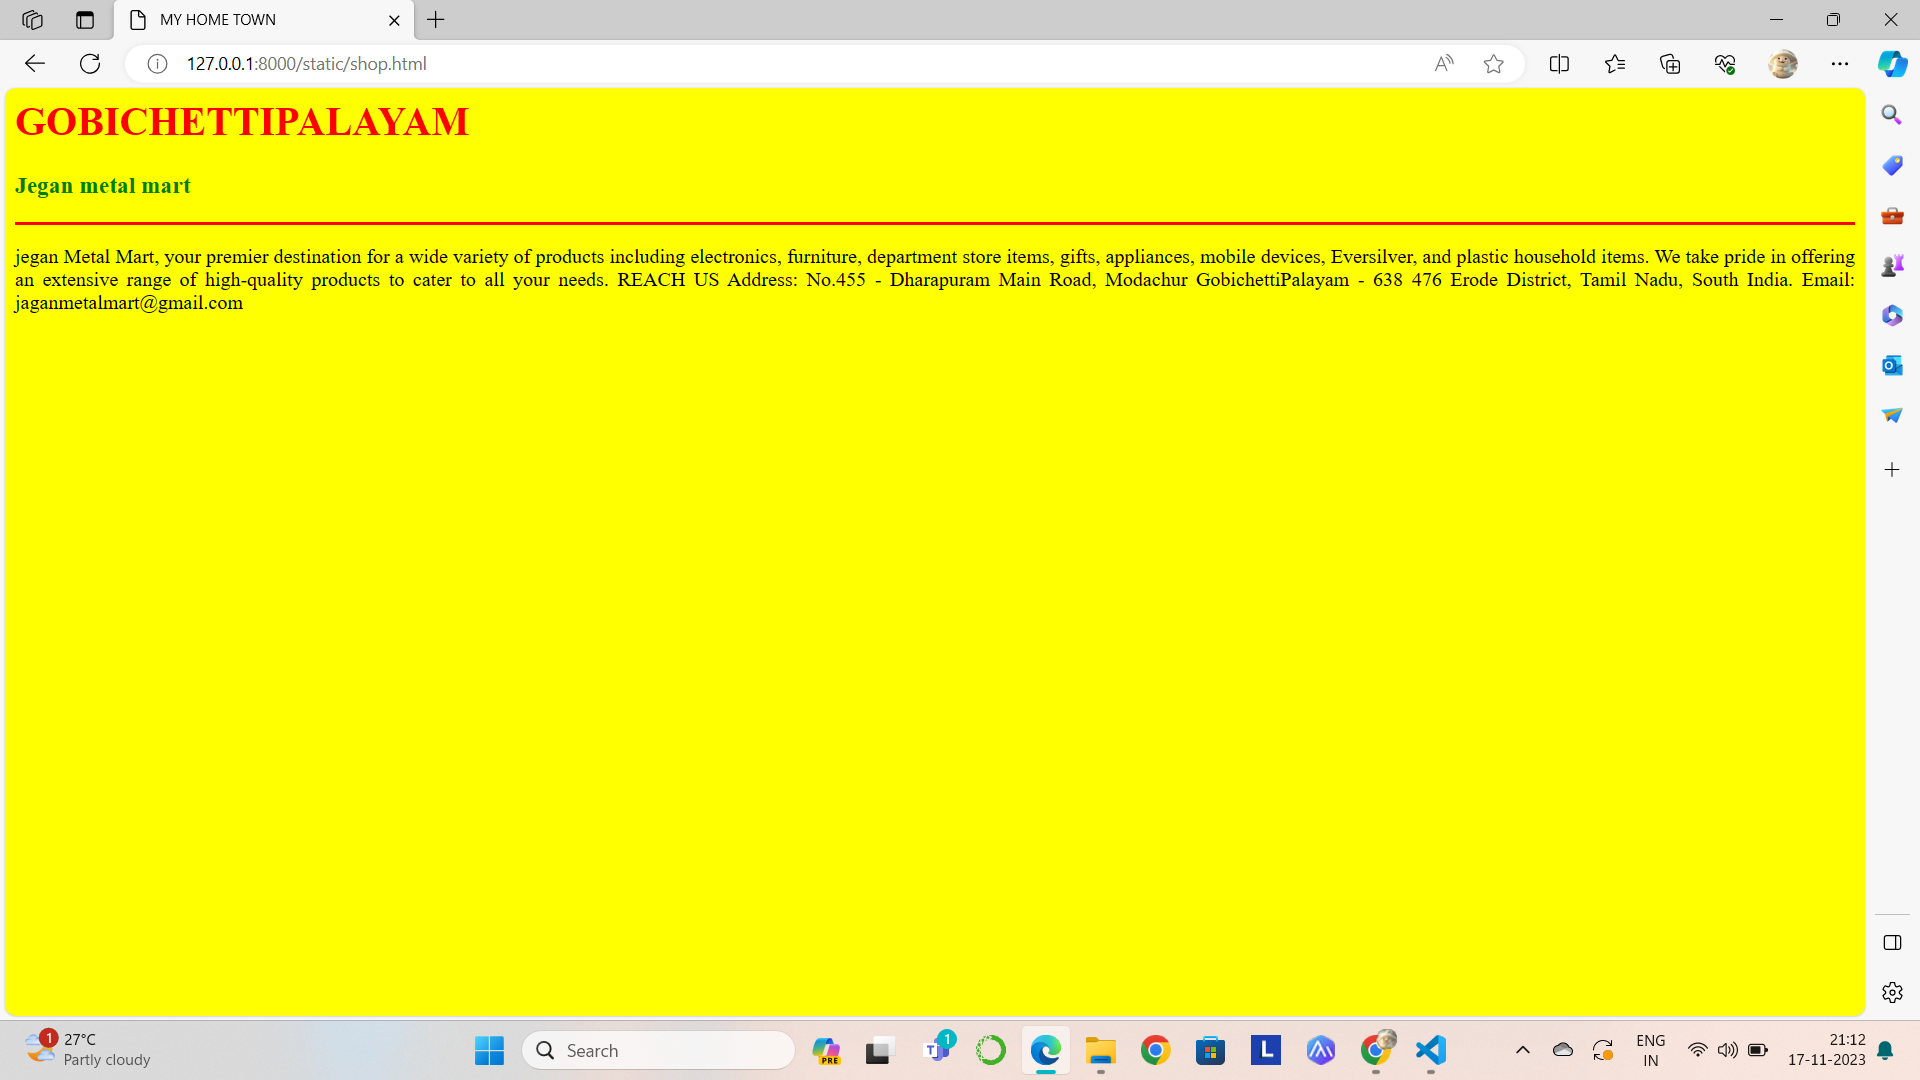 MY HOME TOWN
127.0.0.1:8000/static/shop.html
GOBICHETTIPALAYAM
Jegan metal mart
jegan Metal Mart, your premier destination for a wide variety of products including electronics, furniture, department store items, gifts, appliances, mobile devices, Eversilver, and plastic household items. We take pride in offering
an extensive range of high-quality products to cater to all your needs. REACH US Address: No.455 - Dharapuram Main Road, Modachur GobichettiPalayam - 638 476 Erode District, Tamil Nadu, South India. Email:
jaganmetalmart@gmail.com
1
27°C
Partly cloudy
Search
PRE
T
1
L
ENG
IN
21:12
17-11-2023